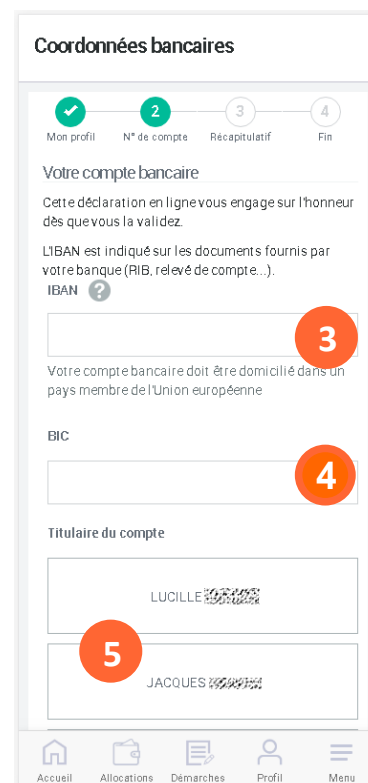 Coordonnées bancaires
2 3 4
Mon profil N° de compte Récapitulatif Fin
Votre compte bancaire
Cette déclaration en ligne vous engage sur l'honneur
dès que vous la validez.
L'IBAN est indiqué sur les documents fournis par
votre banque (RIB, relevé de compte...).
IBAN ?
3
Votre compte bancaire doit être domicilié dans un
pays membre de l'Union européenne
BIC
4
Titulaire du compte
LUCILLE
5
JACQUES
Accueil Allocations Démarches Profil Menu